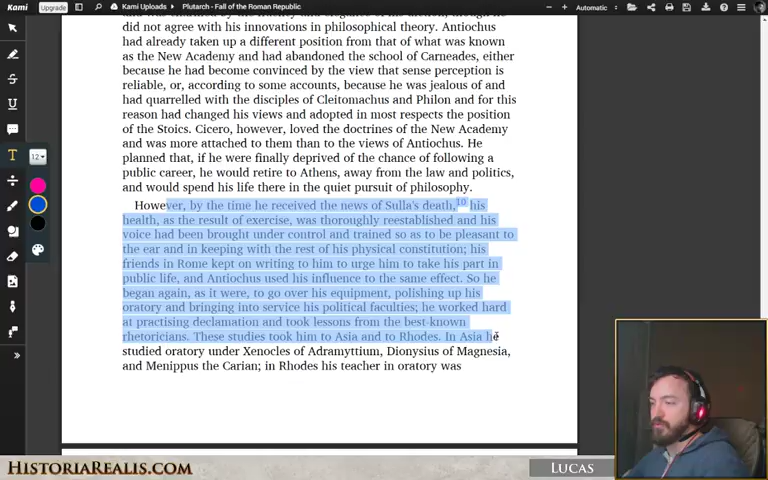 Kami
Upgrade
Kami Uploads > Plutarch - Fall of the Roman Republic
Automatic
did not agree with his innovations in philosophical theory. Antiochus
had already taken up a different position from that of what was known
as the New Academy and had abandoned the school of Carneades, either
because he had become convinced by the view that sense perception is
reliable, or, according to some accounts, because he was jealous of and
had quarrelled with the disciples of Cleitomachus and Philon and for this
reason had changed his views and adopted in most respects the position
of the Stoics. Cicero, however, loved the doctrines of the New Academy
and was more attached to them than to the views of Antiochus. He
planned that, if he were finally deprived of the chance of following a
public career, he would retire to Athens, away from the law and politics,
and would spend his life there in the quiet pursuit of philosophy.
However, by the time he received the news of Sulla's death,10 his
health, as the result of exercise, was thoroughly reestablished and his
voice had been brought under control and trained so as to be pleasant to
the ear and in keeping with the rest of his physical constitution; his
friends in Rome kept on writing to him to urge him to take his part in
public life, and Antiochus used his influence to the same effect. So he
began again, as it were, to go over his equipment, polishing up his
oratory and bringing into service his political faculties; he worked hard
at practising declamation and took lessons from the best-known
rhetoricians. These studies took him to Asia and to Rhodes. In Asia he
studied oratory under Xenocles of Adramyttium, Dionysius of Magnesia,
and Menippus the Carian; in Rhodes his teacher in oratory was
T 12
HISTORIAREALIS.COM
LUCAS